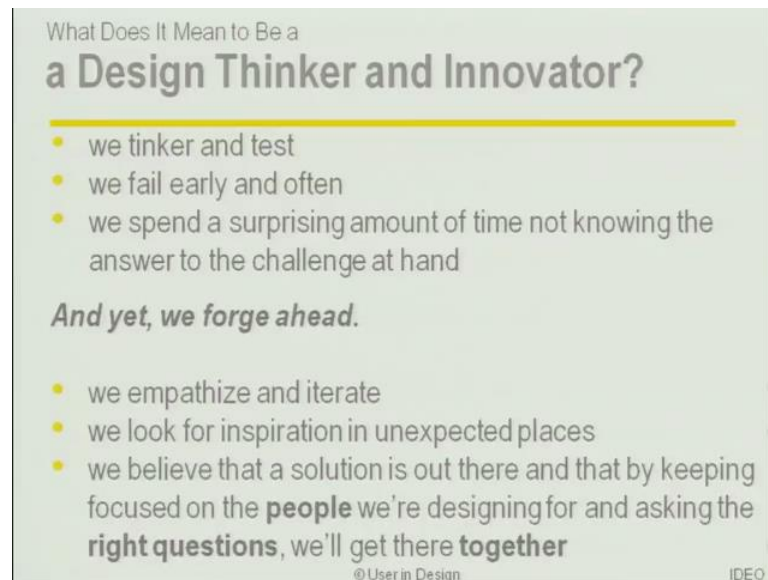 What Does It Mean to Be a
a Design Thinker and Innovator?
• we tinker and test
• we fail early and often
• we spend a surprising amount of time not knowing the
answer to the challenge at hand
And yet, we forge ahead.
• we empathize and iterate
• we look for inspiration in unexpected places
• we believe that a solution is out there and that by keeping
focused on the people we're designing for and asking the
right questions, we'll get there together
©User in Design
IDEO